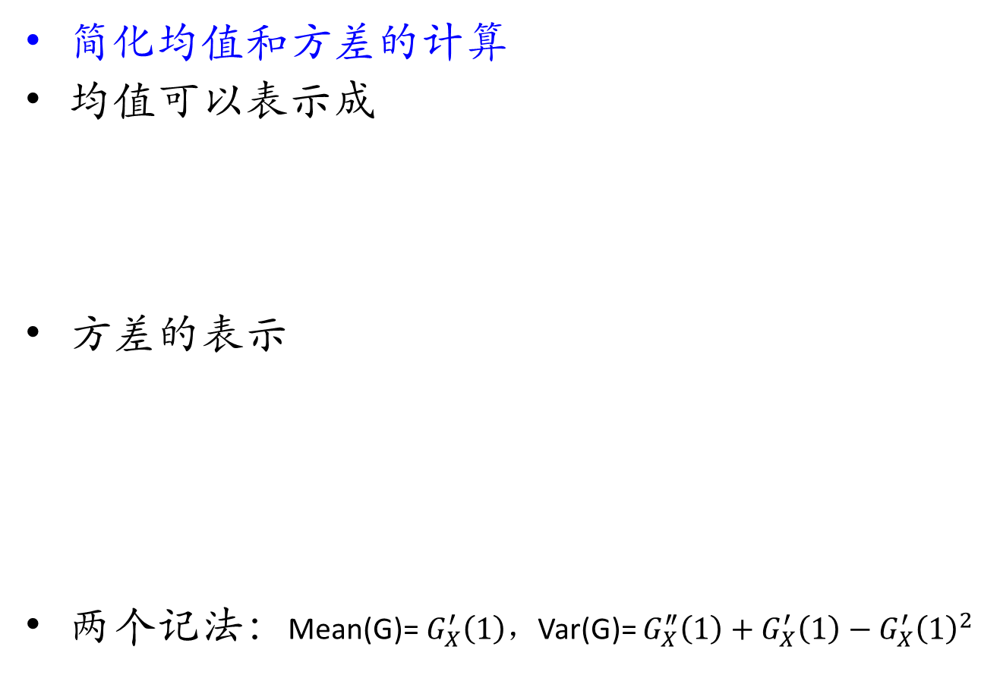 • 简化均值和方差的计算
• 均值可以表示成
• 方差的表示
• 两个记法：Mean(G)= G′_X(1)，Var(G)= G″_X(1) + G′_X(1) − G′_X(1)²